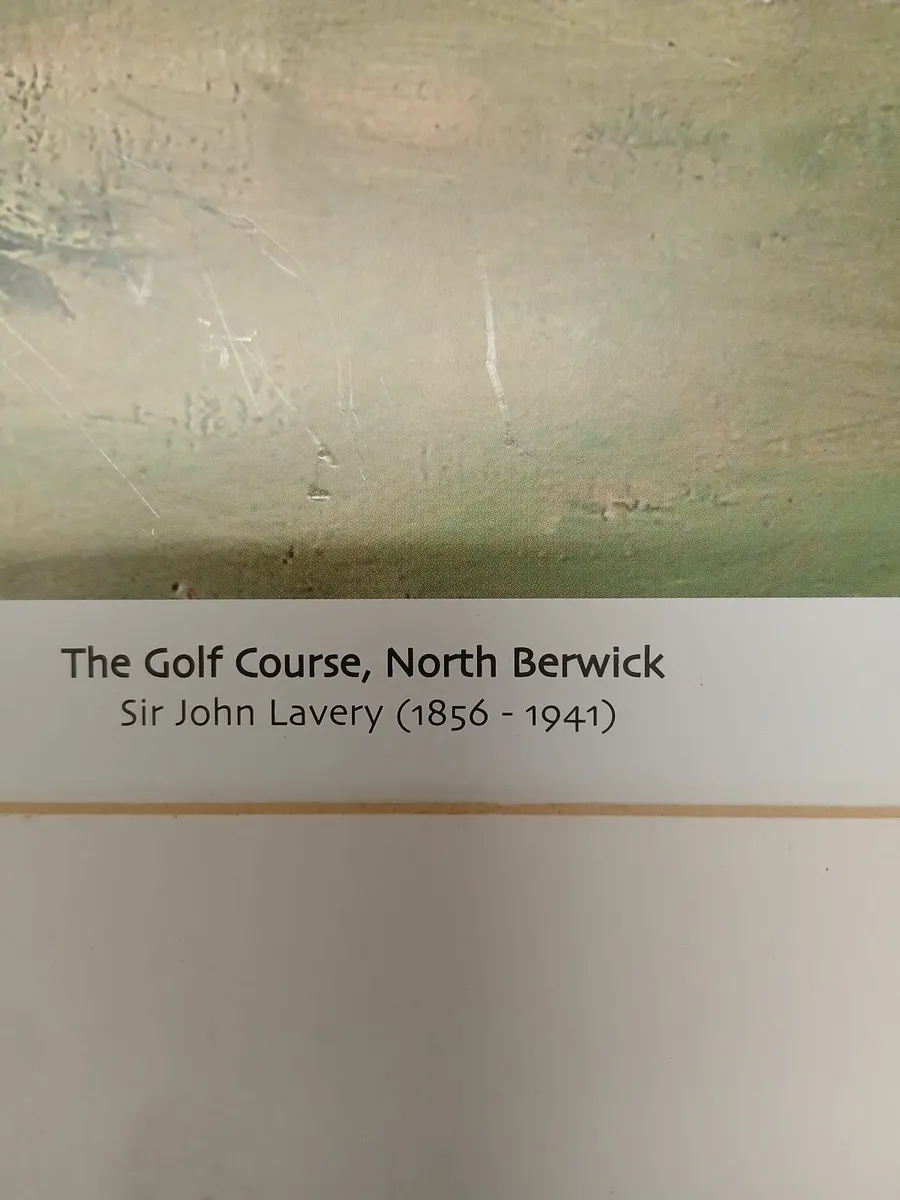 The Golf Course, North Berwick
Sir John Lavery (1856 - 1941)